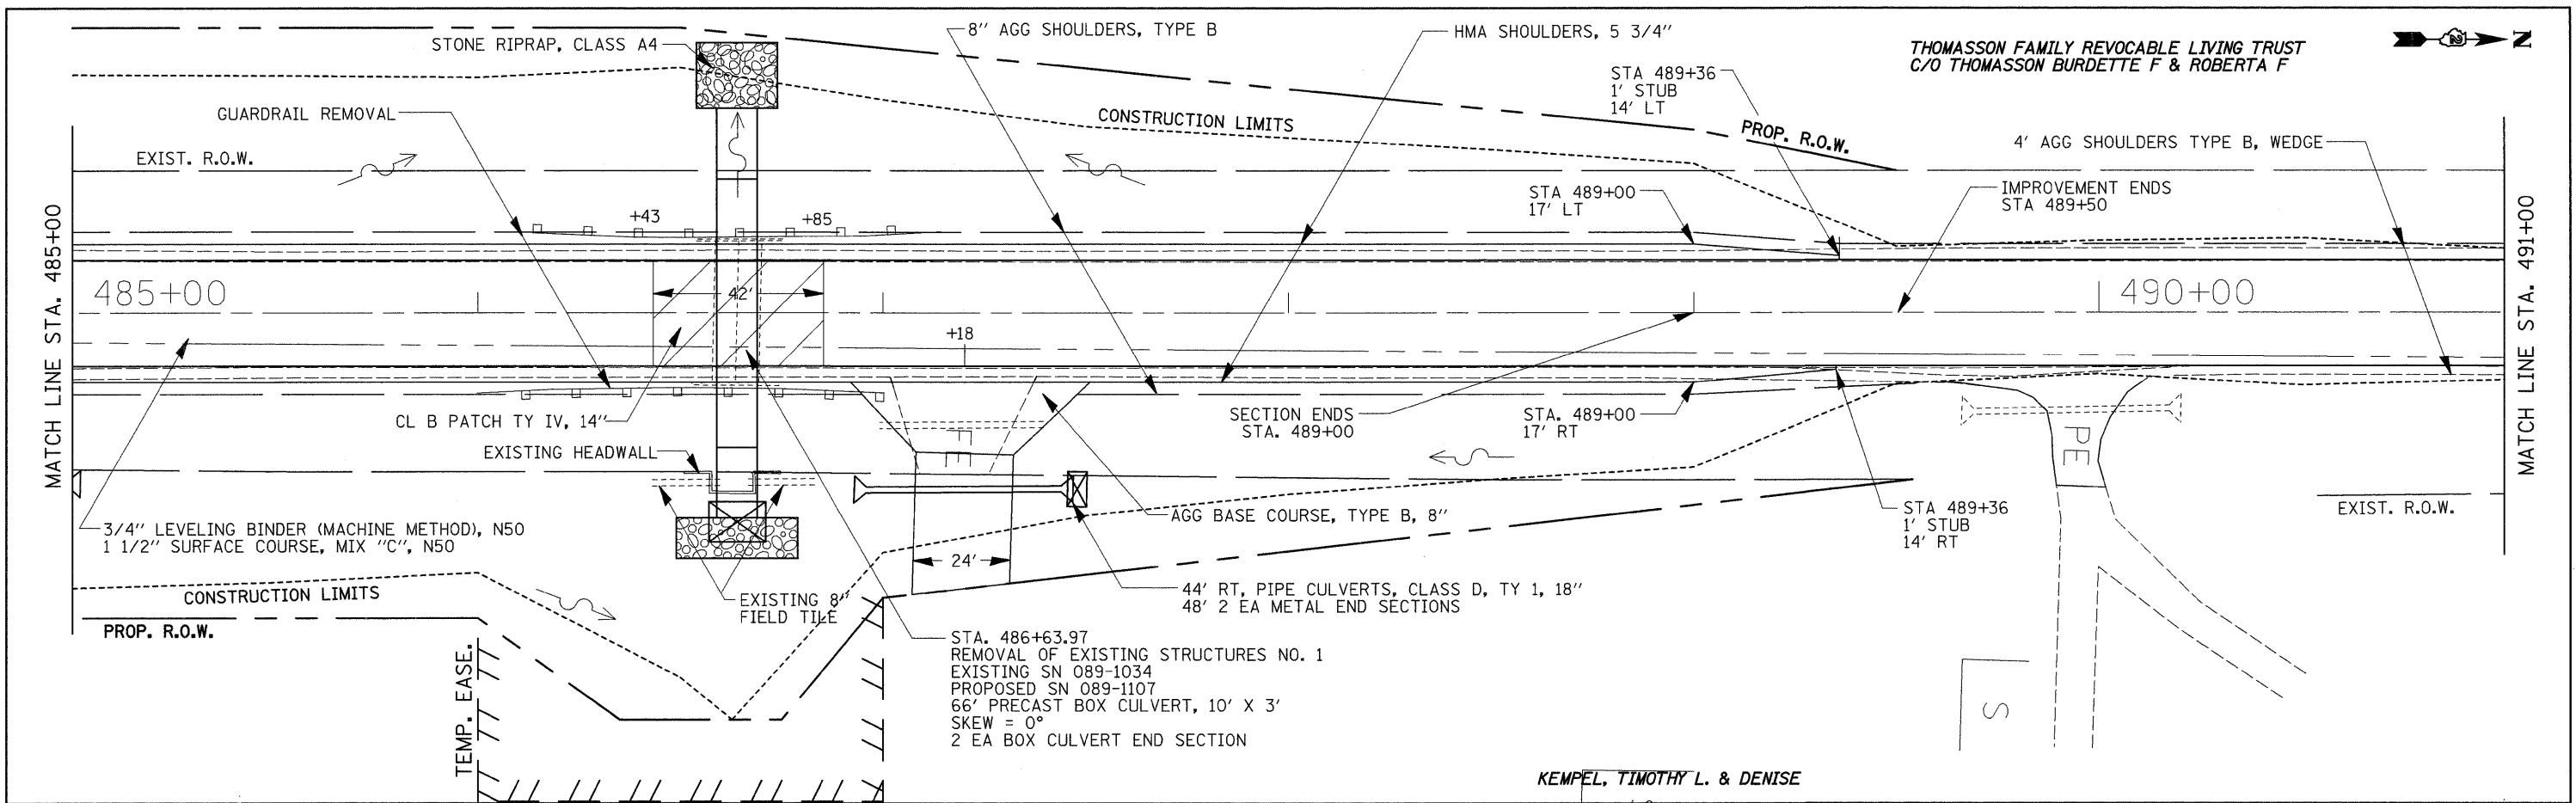 STONE RIPRAP, CLASS A4
8" AGG SHOULDERS, TYPE B
HMA SHOULDERS, 5 3/4"
THOMASSON FAMILY REVOCABLE LIVING TRUST
C/O THOMASSON BURDETTE F & ROBERTA F
N
STA 489+36
1' STUB
14' LT
GUARDRAIL REMOVAL
CONSTRUCTION LIMITS
PROP. R.O.W.
4' AGG SHOULDERS TYPE B, WEDGE
EXIST. R.O.W.
STA 489+00
17' LT
IMPROVEMENT ENDS
STA 489+50
+43
+85
MATCH LINE STA. 485+00
MATCH LINE STA. 491+00
485+00
42'
490+00
+18
CL B PATCH TY IV, 14"
SECTION ENDS
STA. 489+00
STA. 489+00
17' RT
EXISTING HEADWALL
FE
PE
3/4" LEVELING BINDER (MACHINE METHOD), N50
1 1/2" SURFACE COURSE, MIX "C", N50
AGG BASE COURSE, TYPE B, 8"
STA 489+36
1' STUB
14' RT
EXIST. R.O.W.
24'
CONSTRUCTION LIMITS
PROP. R.O.W.
EXISTING 8"
FIELD TILE
44' RT, PIPE CULVERTS, CLASS D, TY 1, 18"
48' 2 EA METAL END SECTIONS
TEMP. EASE.
STA. 486+63.97
REMOVAL OF EXISTING STRUCTURES NO. 1
EXISTING SN 089-1034
PROPOSED SN 089-1107
66' PRECAST BOX CULVERT, 10' X 3'
SKEW = 0°
2 EA BOX CULVERT END SECTION
S
KEMPEL, TIMOTHY L. & DENISE